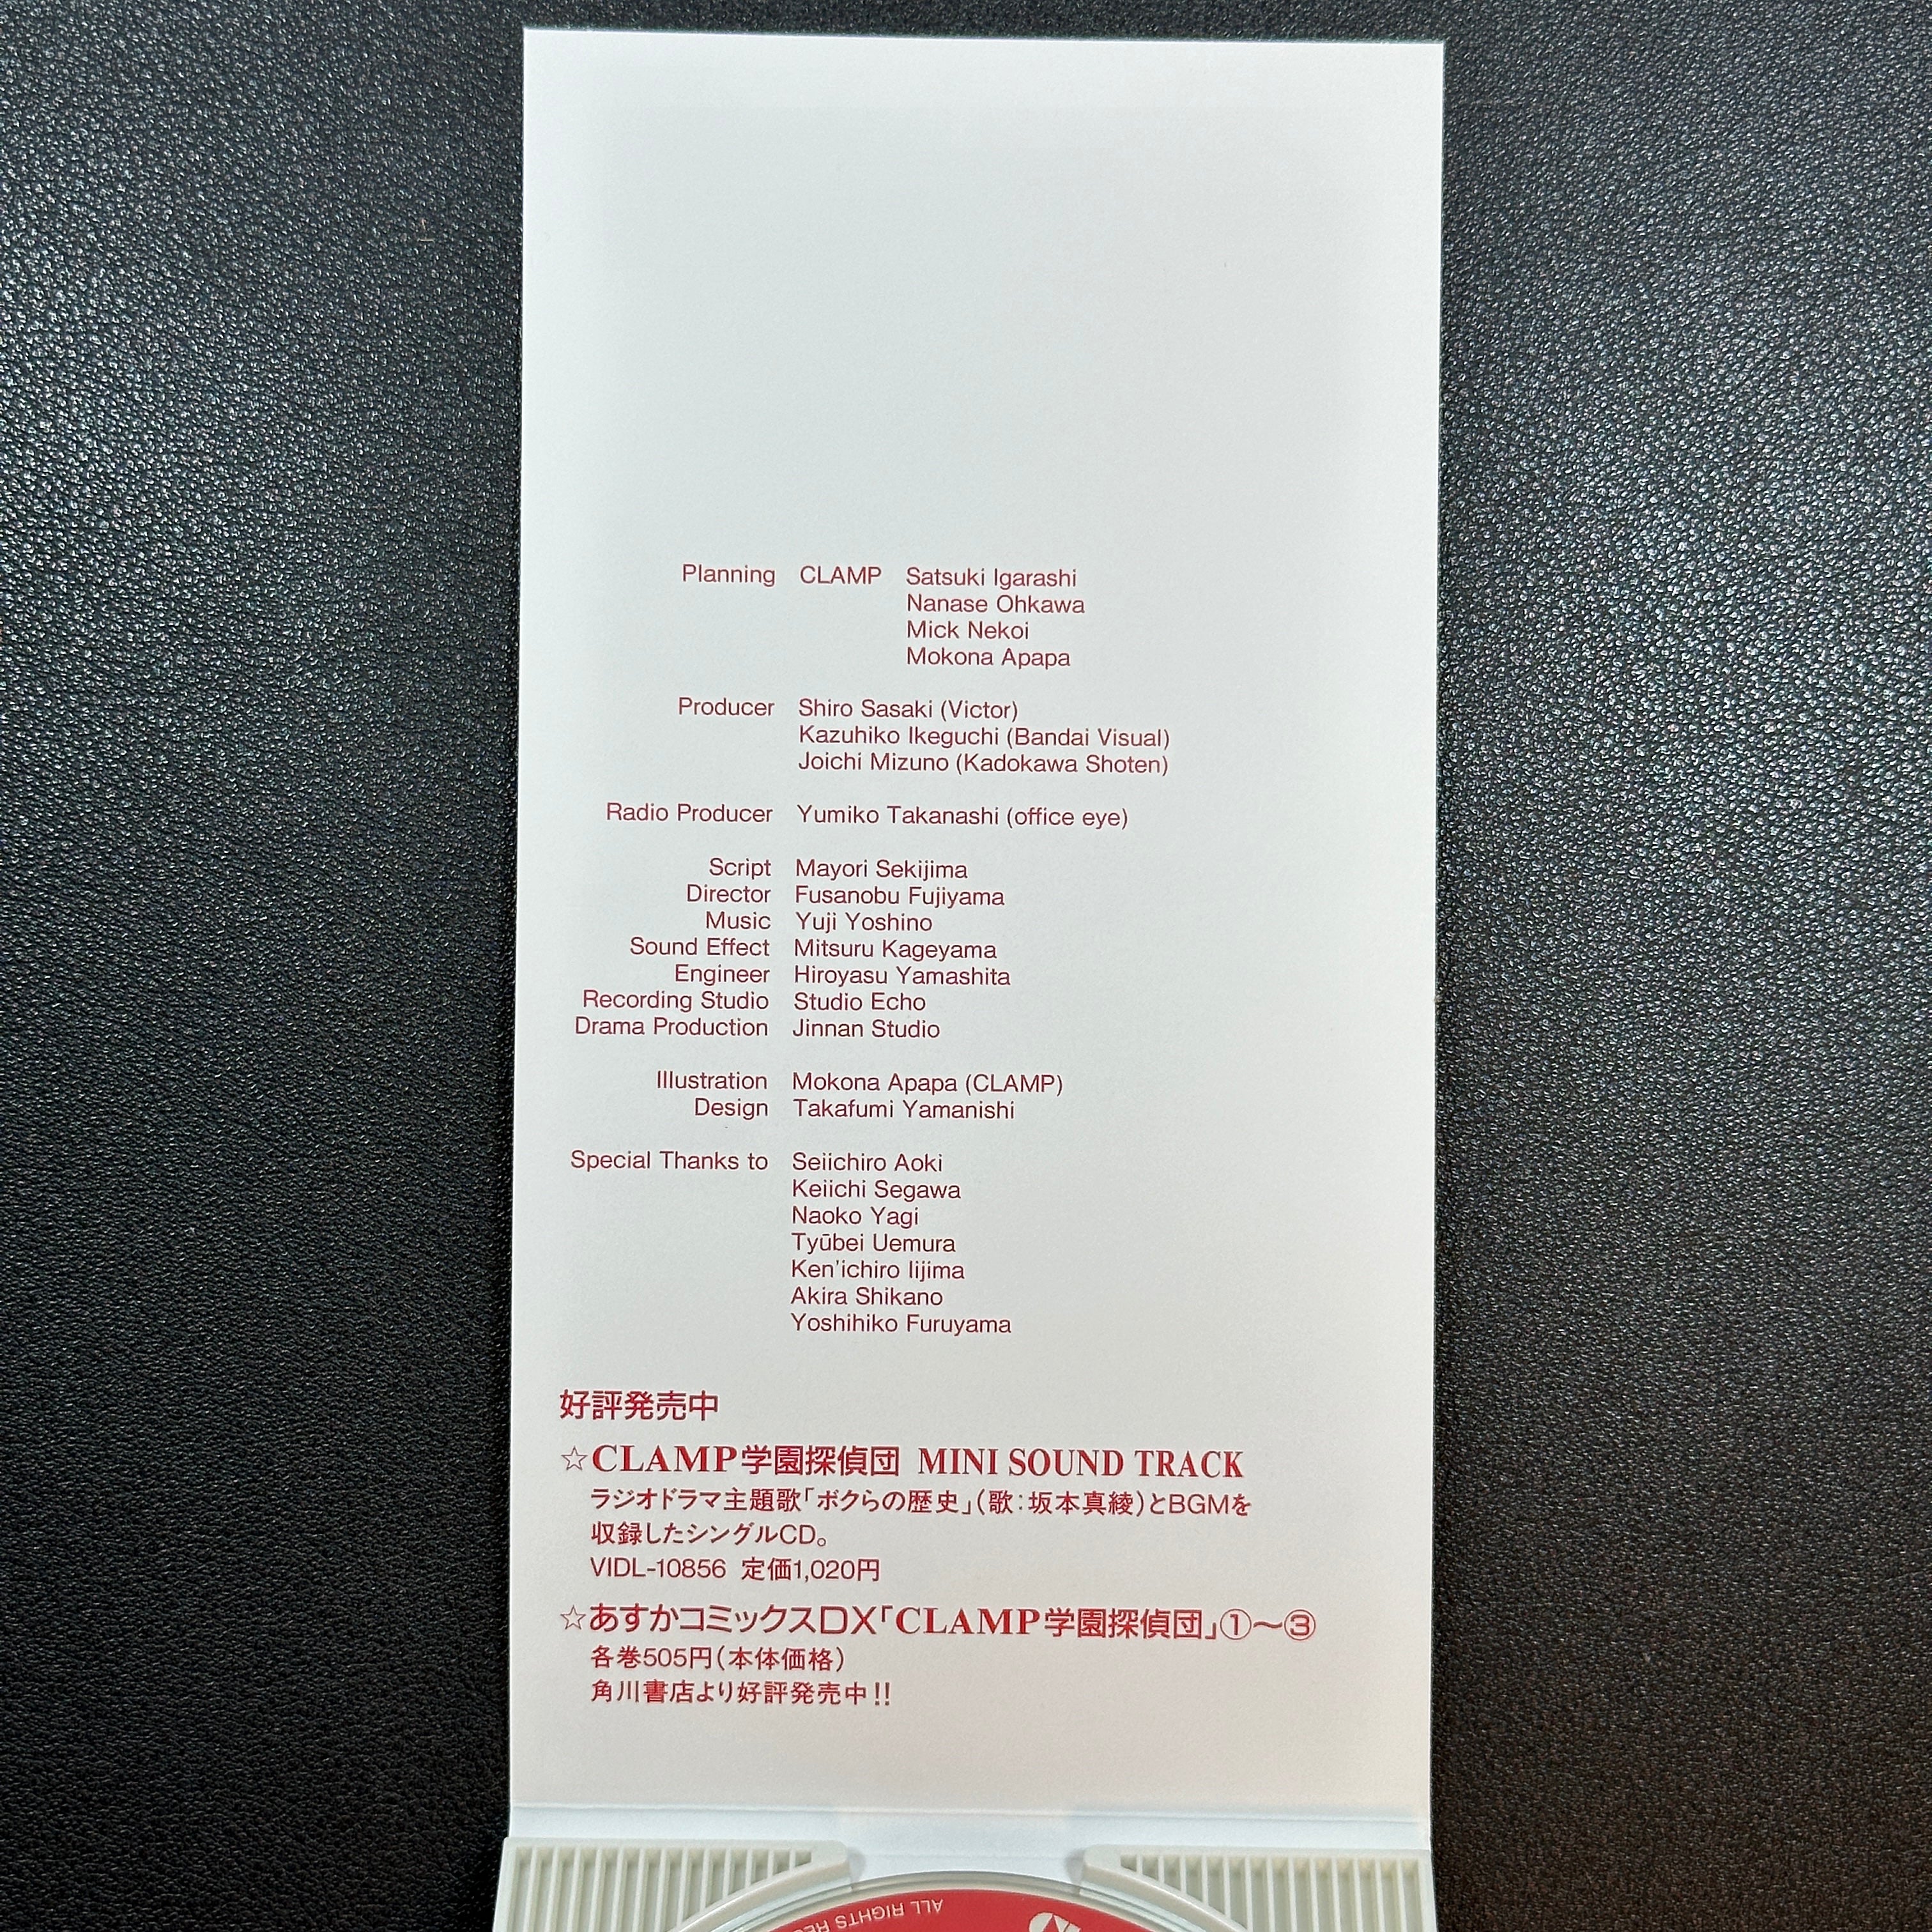 Planning CLAMP Satsuki Igarashi
Nanase Ohkawa
Mick Nekoi
Mokona Apapa
Producer Shiro Sasaki (Victor)
Kazuhiko Ikeguchi (Bandai Visual)
Joichi Mizuno (Kadokawa Shoten)
Radio Producer Yumiko Takanashi (office eye)
Script Mayori Sekijima
Director Fusanobu Fujiyama
Music Yuji Yoshino
Sound Effect Mitsuru Kageyama
Engineer Hiroyasu Yamashita
Recording Studio Studio Echo
Drama Production Jinnan Studio
Illustration Mokona Apapa (CLAMP)
Design Takafumi Yamanishi
Special Thanks to Seiichiro Aoki
Keiichi Segawa
Naoko Yagi
Tyūbei Uemura
Ken'ichiro Iijima
Akira Shikano
Yoshihiko Furuyama
好評発売中
☆CLAMP学園探偵団 MINI SOUND TRACK
ラジオドラマ主題歌「ボクらの歴史」(歌:坂本真綾)とBGMを
収録したシングルCD。
VIDL-10856 定価1,020円
☆あすかコミックスDX「CLAMP学園探偵団」①〜③
各巻505円(本体価格)
角川書店より好評発売中!!
ALL RIGHTS